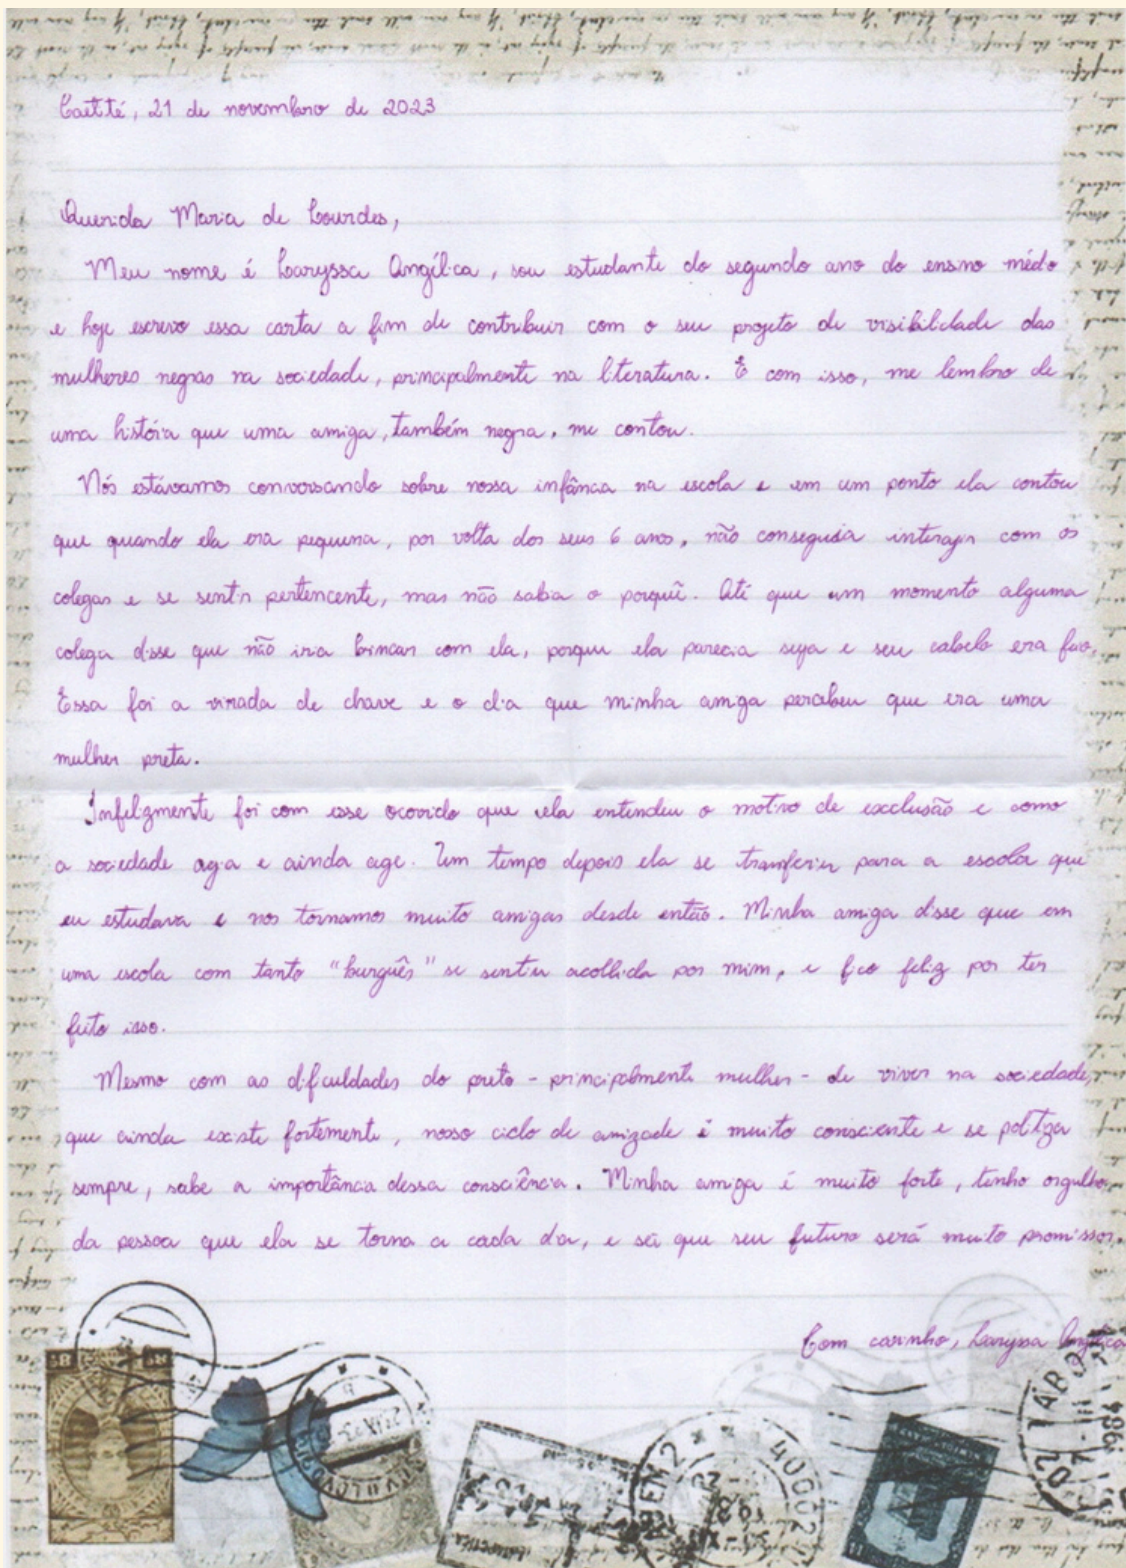 Caetité, 21 de novembro de 2023
Querida Maria de Lourdes,
Meu nome é Laryssa Angélica, sou estudante do segundo ano do ensino médio
e hoje escrevo essa carta a fim de contribuir com o seu projeto de visibilidade das
mulheres negras na sociedade, principalmente na literatura. E com isso, me lembro de
uma história que uma amiga, também negra, me contou.
Nós estávamos conversando sobre nossa infância na escola e em um ponto ela contou
que quando ela era pequena, por volta dos seus 6 anos, não conseguia interagir com os
colegas e se sentir pertencente, mas não sabia o porquê. Até que em um momento alguma
colega disse que não iria brincar com ela, porque ela parecia suja e seu cabelo era feio.
Essa foi a virada de chave e o dia que minha amiga percebeu que era uma
mulher preta.
Infelizmente foi com esse ocorrido que ela entendeu o motivo de exclusão e como
a sociedade agia e ainda age. Um tempo depois ela se transferiu para a escola que
eu estudava e nos tornamos muito amigas desde então. Minha amiga disse que em
uma escola com tanto "burguês" se sentiu acolhida por mim, e fico feliz por ter
feito isso.
Mesmo com as dificuldades do preto - principalmente mulher - de viver na sociedade,
que ainda existe fortemente, nosso ciclo de amizade é muito consciente e se politiza
sempre, sabe a importância dessa consciência. Minha amiga é muito forte, tenho orgulho
da pessoa que ela se torna a cada dia, e sei que seu futuro será muito promissor.
Com carinho, Laryssa Angélica